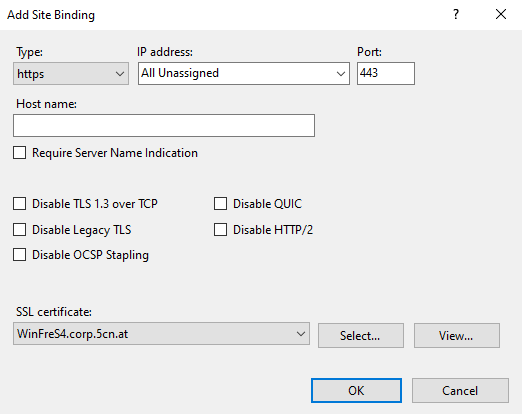 Add Site Binding
?
Type:
IP address:
Port:
https
All Unassigned
443
Host name:
Require Server Name Indication
Disable TLS 1.3 over TCP
Disable QUIC
Disable Legacy TLS
Disable HTTP/2
Disable OCSP Stapling
SSL certificate:
WinFreS4.corp.5cn.at
Select...
View...
OK
Cancel